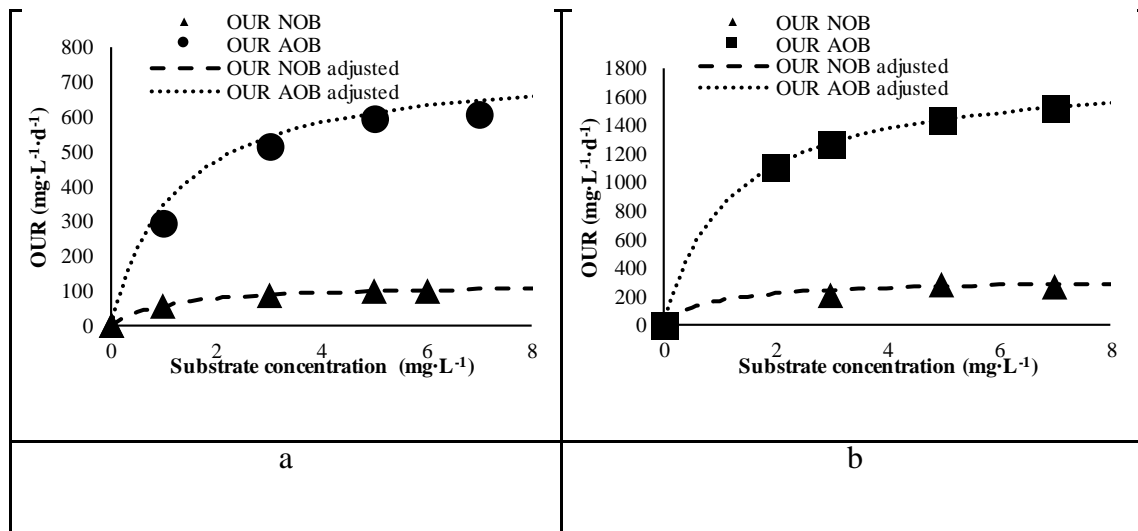 OUR NOB
OUR AOB
OUR NOB adjusted
OUR AOB adjusted
800
700
600
500
400
300
200
100
0
OUR (mg·L⁻¹·d⁻¹)
0 2 4 6 8
Substrate concentration (mg·L⁻¹)
a
OUR NOB
OUR AOB
OUR NOB adjusted
OUR AOB adjusted
1800
1600
1400
1200
1000
800
600
400
200
0
OUR (mg·L⁻¹·d⁻¹)
0 2 4 6 8
Substrate concentration (mg·L⁻¹)
b